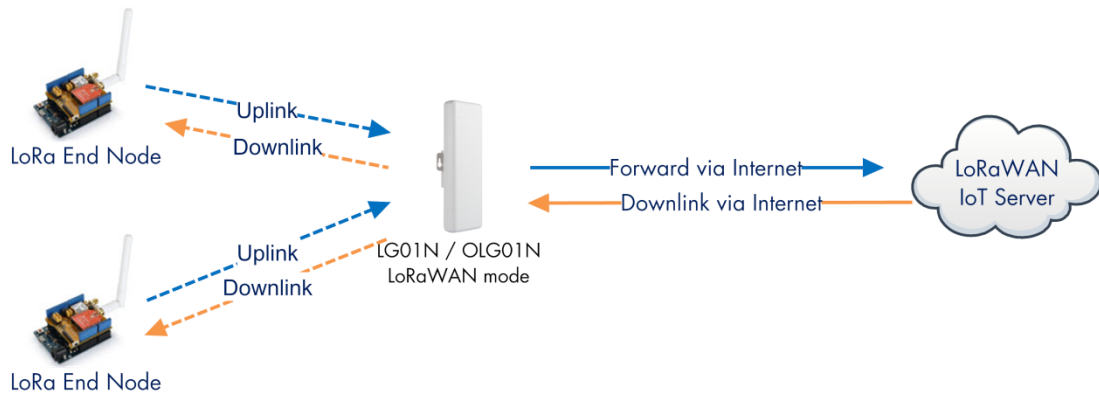 Uplink
Downlink
LoRa End Node
Forward via Internet
Downlink via Internet
LoRaWAN
IoT Server
Uplink
Downlink
LG01N / OLG01N
LoRaWAN mode
LoRa End Node